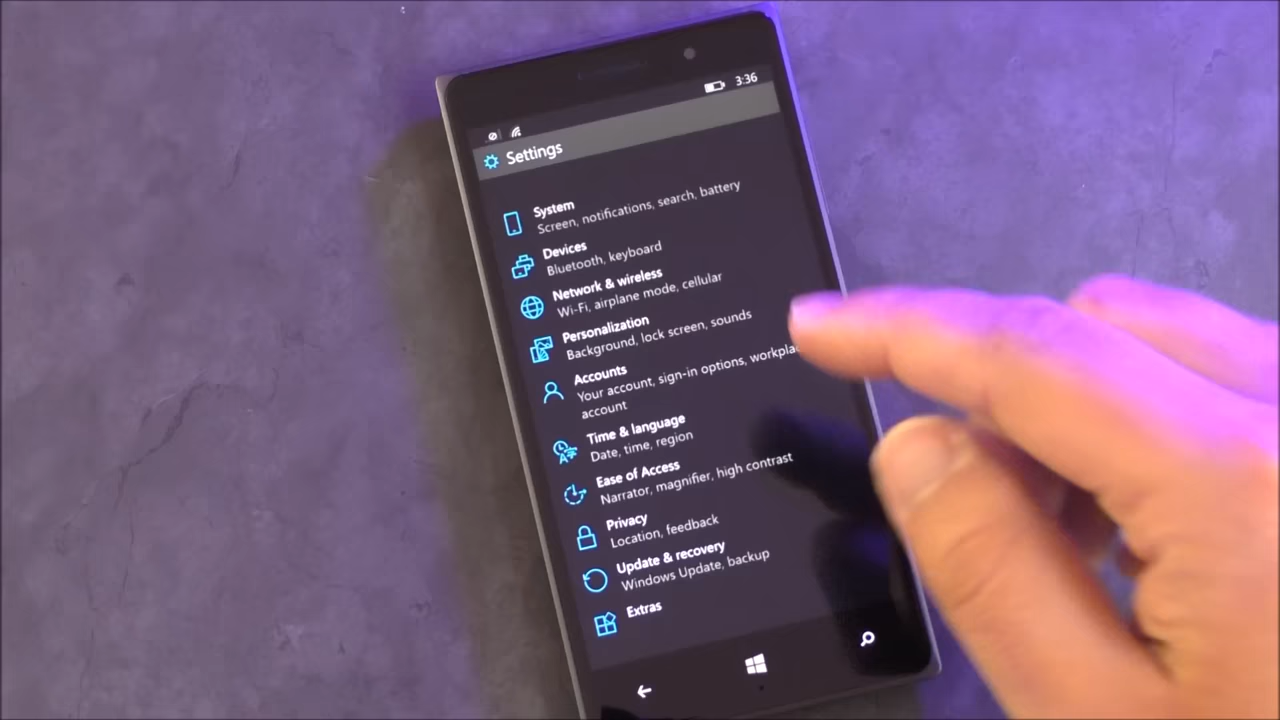 3:36
Settings
System
Screen, notifications, search, battery
Devices
Bluetooth, keyboard
Network & wireless
Wi-Fi, airplane mode, cellular
Personalization
Background, lock screen, sounds
Accounts
Your account, sign-in options,
account
Time & language
Date, time, region
Ease of Access
Narrator, magnifier, high contrast
Privacy
Location, feedback
Update & recovery
Windows Update, backup
Extras